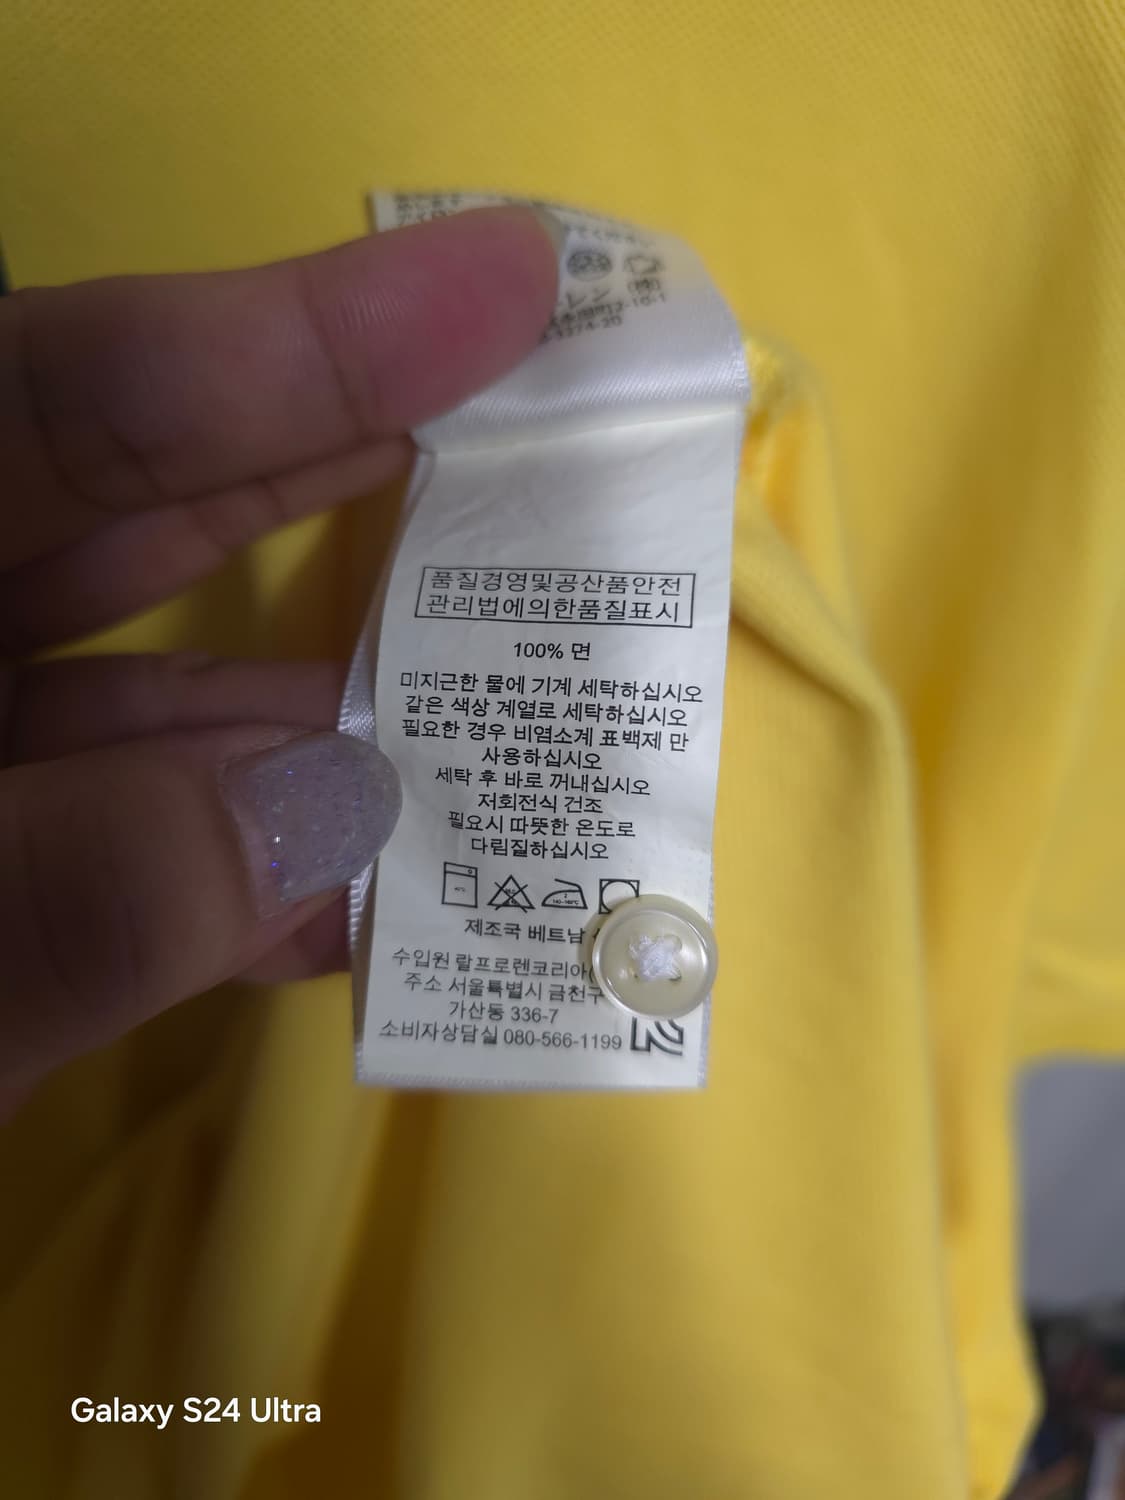 レン (株)
品質경영및공산품안전
관리법에의한품질표시
100% 면
미지근한 물에 기계 세탁하십시오
같은 색상 계열로 세탁하십시오
필요한 경우 비염소계 표백제 만
사용하십시오
세탁 후 바로 꺼내십시오
저회전식 건조
필요시 따뜻한 온도로
다림질하십시오
제조국 베트남
수입원 랄프로렌코리아(
주소 서울특별시 금천구
가산동 336-7
소비자상담실 080-566-1199
Galaxy S24 Ultra